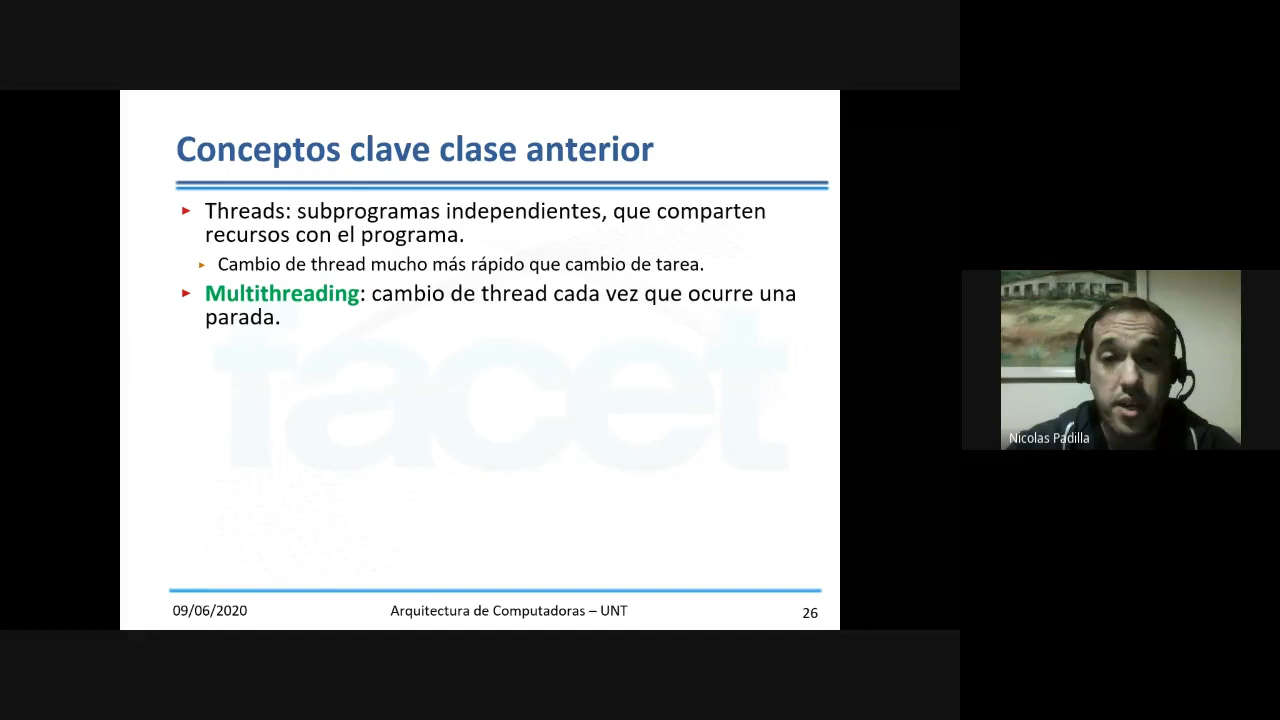 Conceptos clave clase anterior
► Threads: subprogramas independientes, que comparten
recursos con el programa.
► Cambio de thread mucho más rápido que cambio de tarea.
► Multithreading: cambio de thread cada vez que ocurre una
parada.
facet
09/06/2020
Arquitectura de Computadoras – UNT
26
Nicolas Padilla